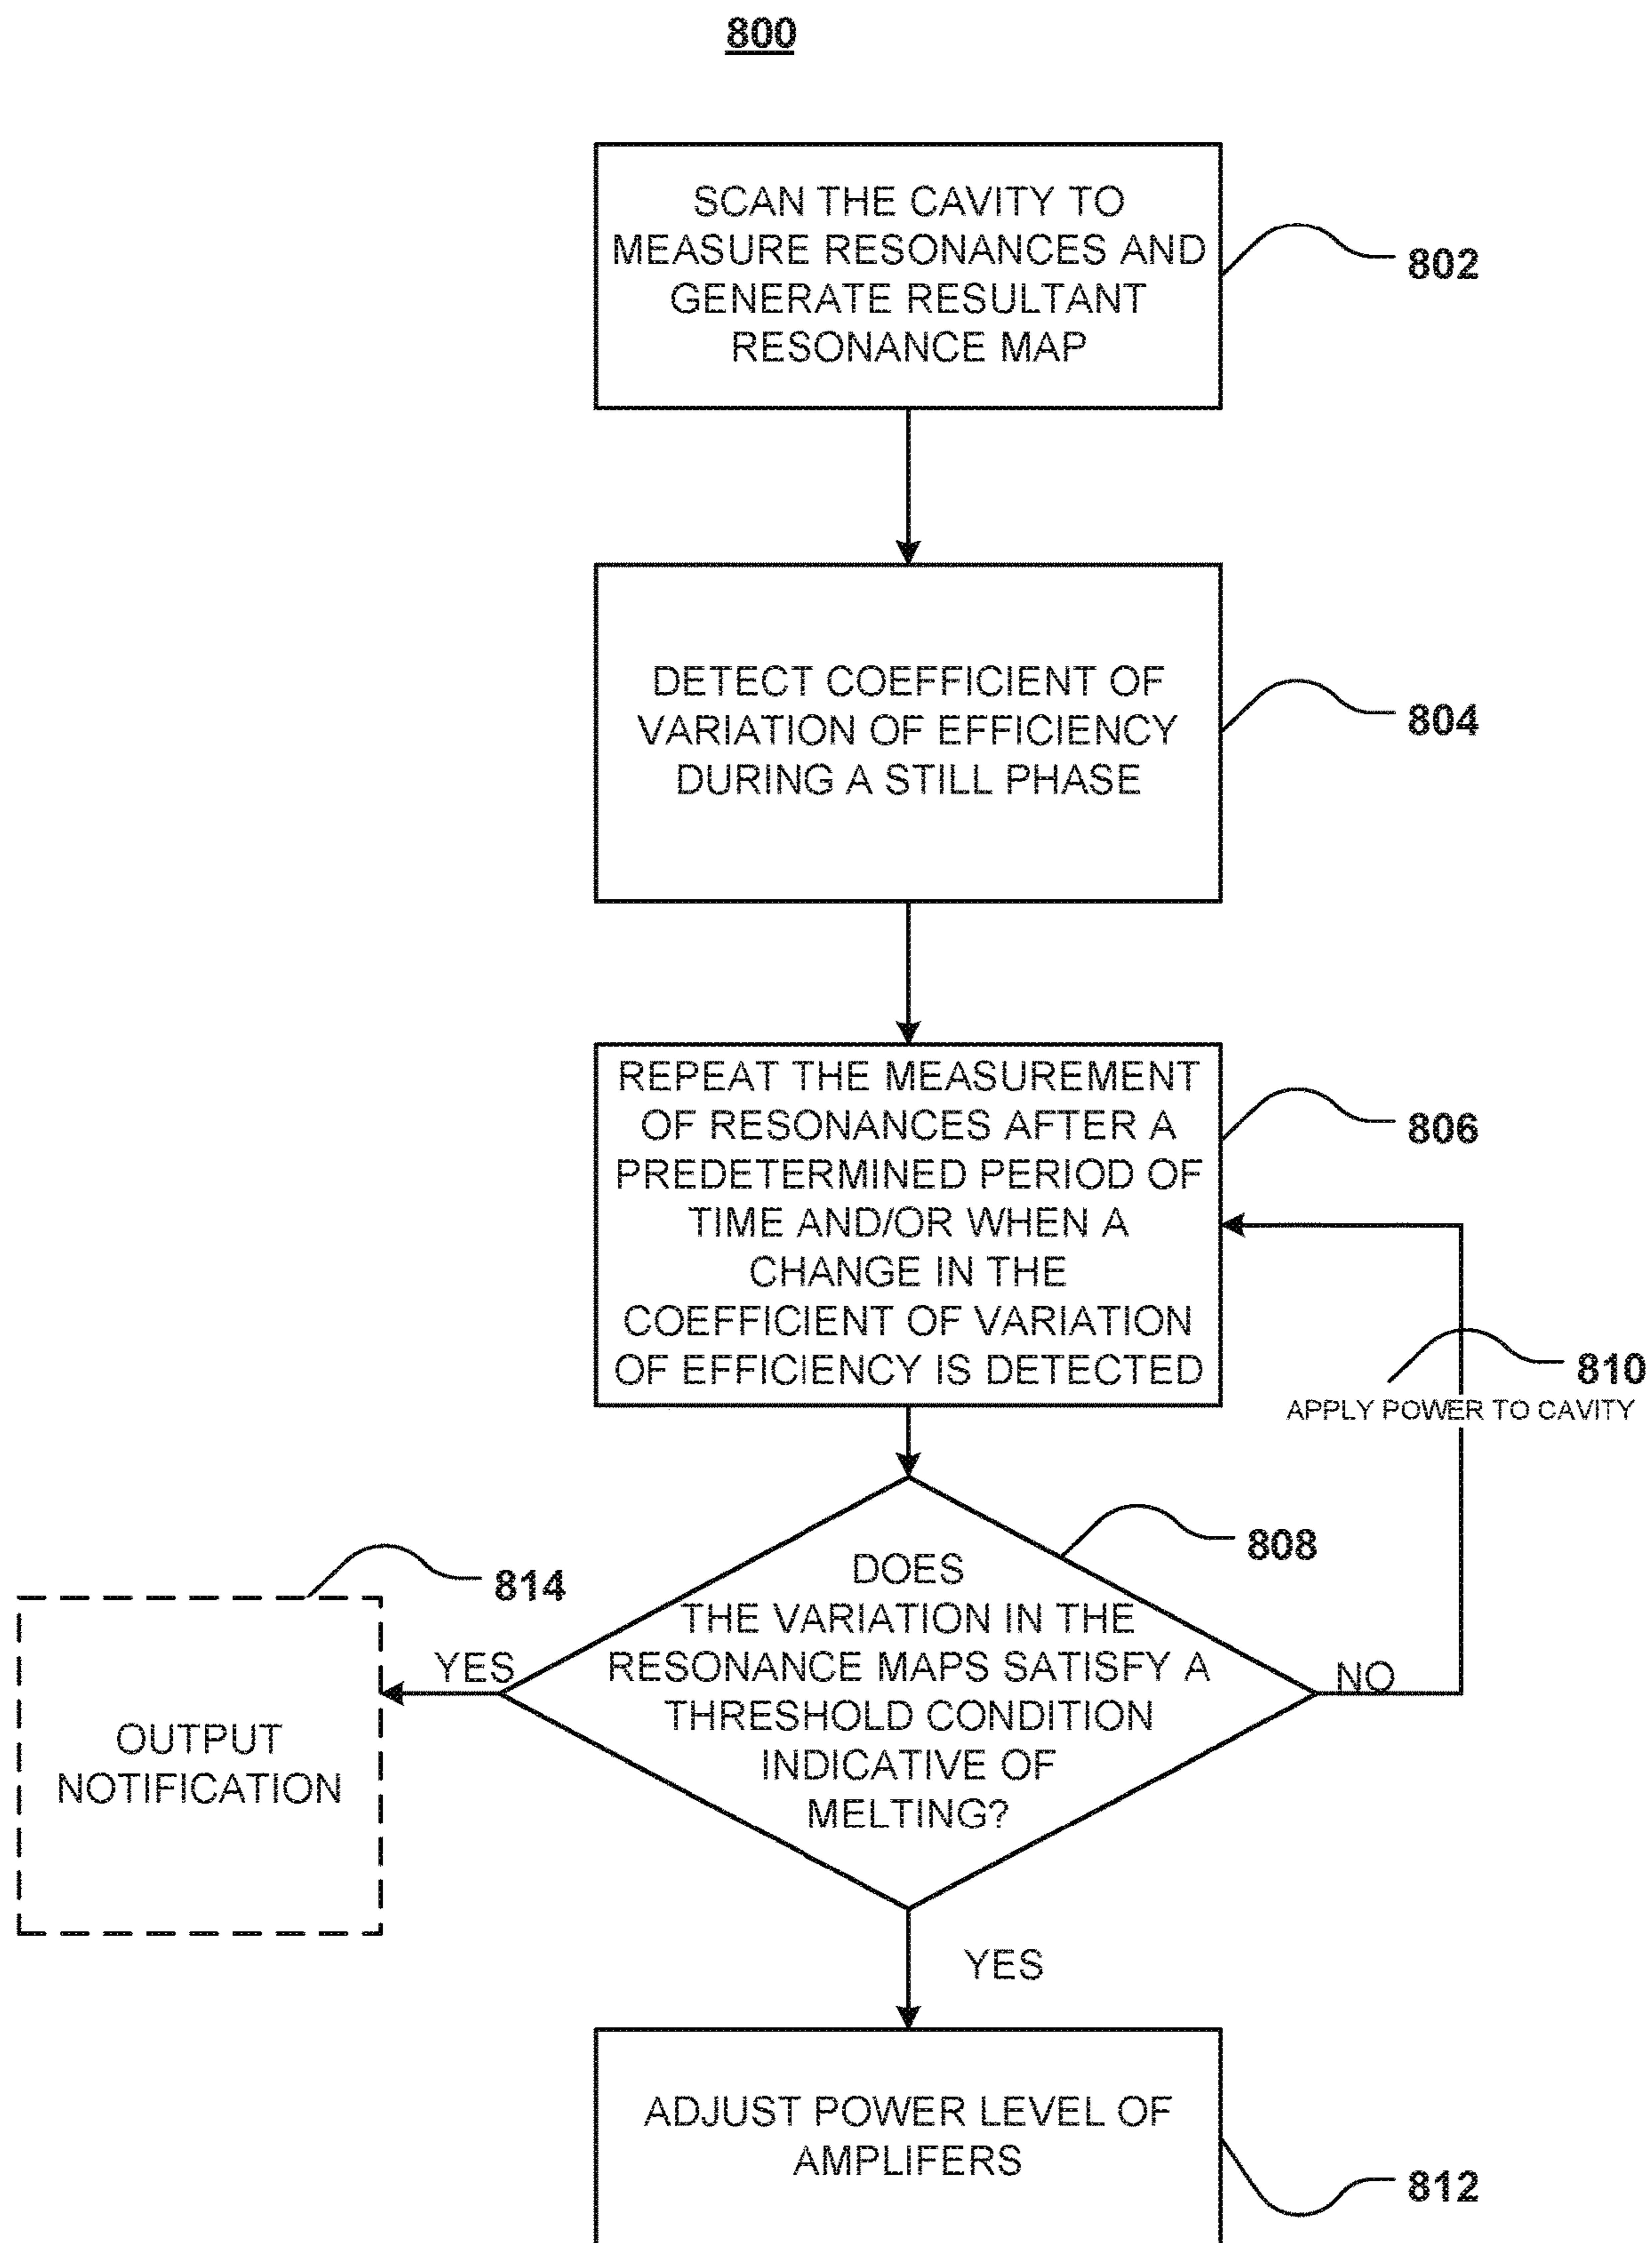 800
SCAN THE CAVITY TO
MEASURE RESONANCES AND
GENERATE RESULTANT
RESONANCE MAP
802
DETECT COEFFICIENT OF
VARIATION OF EFFICIENCY
DURING A STILL PHASE
804
REPEAT THE MEASUREMENT
OF RESONANCES AFTER A
PREDETERMINED PERIOD OF
TIME AND/OR WHEN A
CHANGE IN THE
COEFFICIENT OF VARIATION
OF EFFICIENCY IS DETECTED
806
810
APPLY POWER TO CAVITY
808
DOES
THE VARIATION IN THE
RESONANCE MAPS SATISFY A
THRESHOLD CONDITION
INDICATIVE OF
MELTING?
NO
YES
814
OUTPUT
NOTIFICATION
YES
ADJUST POWER LEVEL OF
AMPLIFERS
812